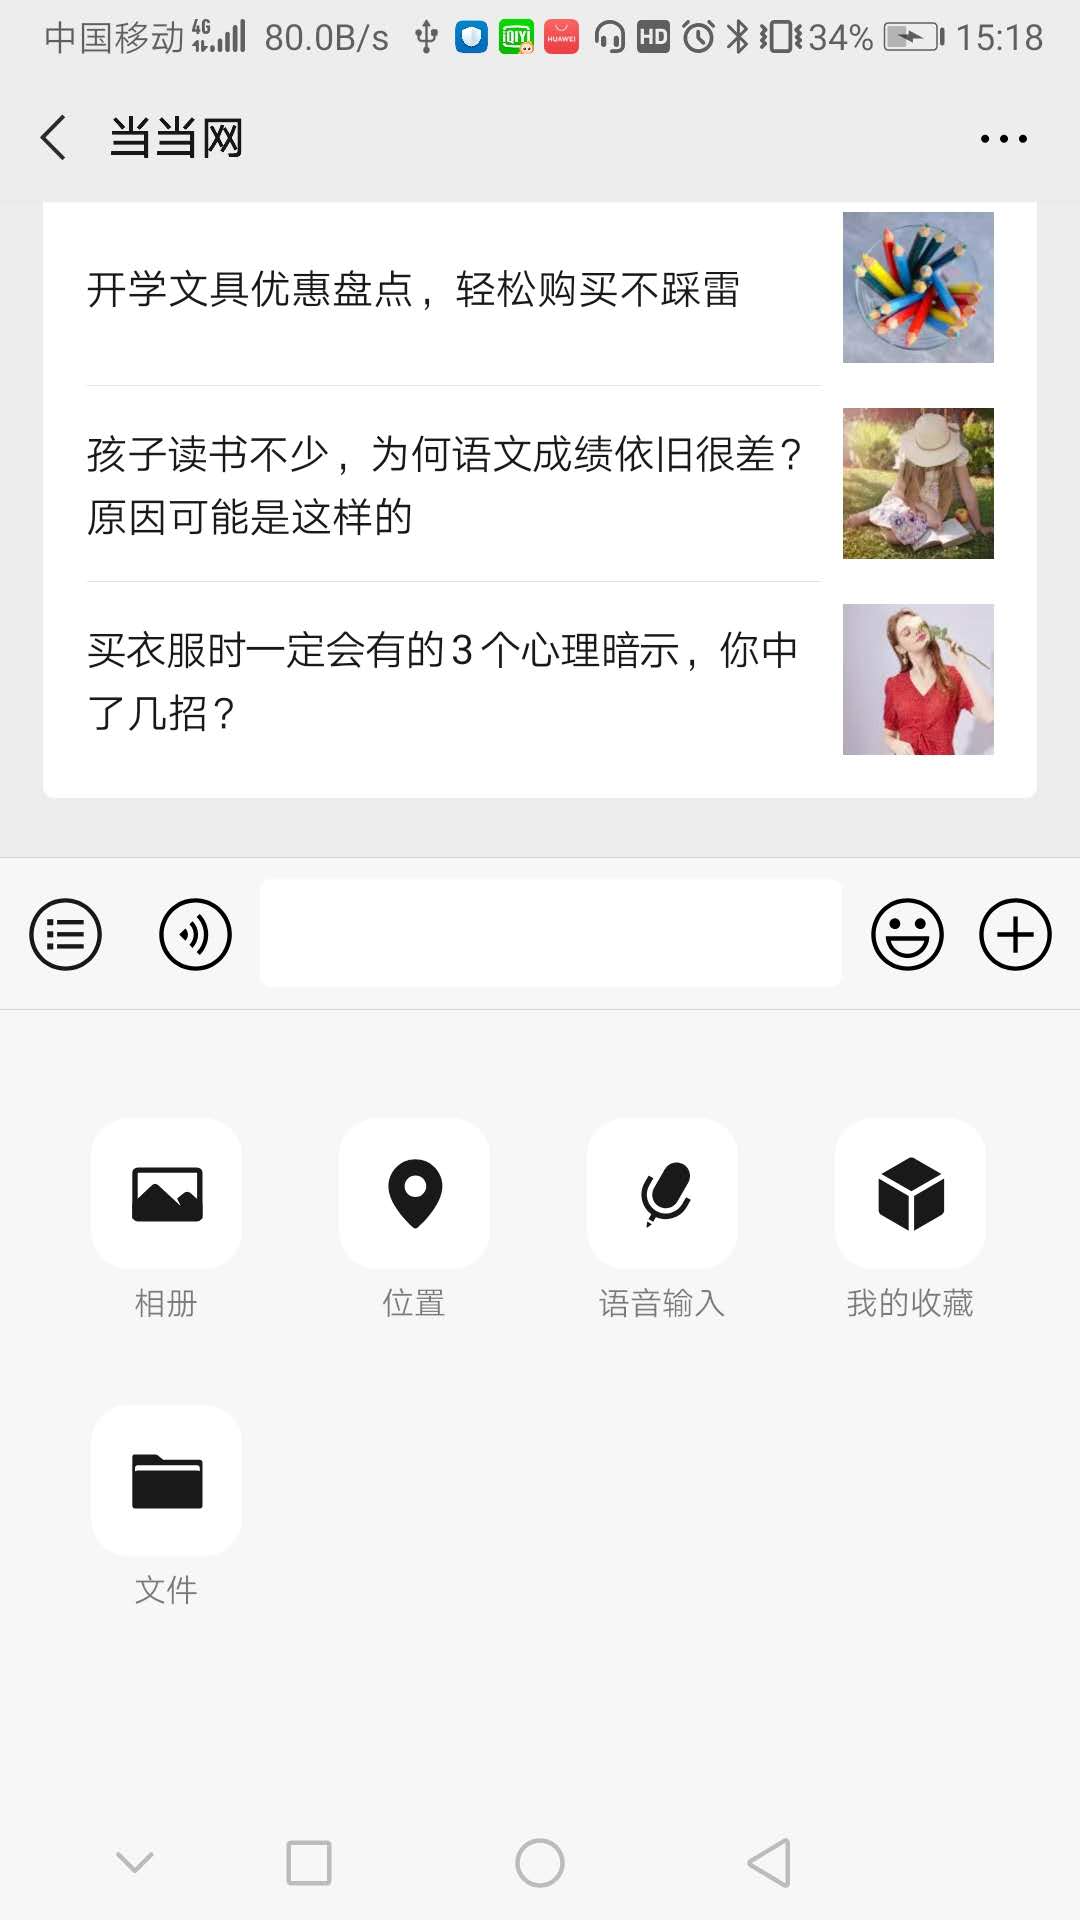 中国移动 4G 80.0B/s iQIYI HUAWEI HD 34% 15:18
当当网
开学文具优惠盘点，轻松购买不踩雷
孩子读书不少，为何语文成绩依旧很差？
原因可能是这样的
买衣服时一定会有的3个心理暗示，你中
了几招？
相册 位置 语音输入 我的收藏
文件